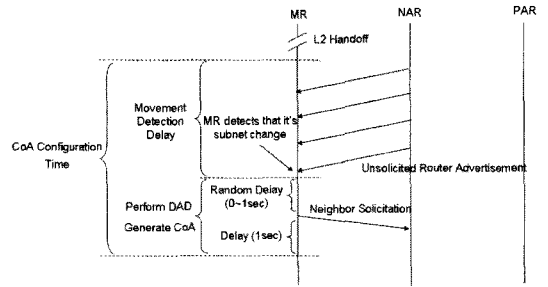 MR
NAR
PAR
L2 Handoff
Movement
Detection
Delay
MR detects that it's
subnet change
CoA Configuration
Time
Unsolicited Router Advertisement
Random Delay
(0~1sec)
Perform DAD
Generate CoA
Neighbor Solicitation
Delay (1sec)